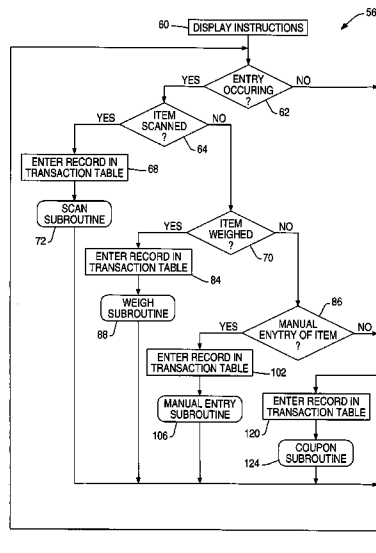 60
DISPLAY INSTRUCTIONS
56
YES
ENTRY
OCCURING
?
NO
62
YES
ITEM
SCANNED
?
NO
64
ENTER RECORD IN
TRANSACTION TABLE
68
SCAN
SUBROUTINE
72
YES
ITEM
WEIGHED
?
NO
70
ENTER RECORD IN
TRANSACTION TABLE
84
WEIGH
SUBROUTINE
88
86
YES
MANUAL
ENYTRY OF ITEM
?
NO
ENTER RECORD IN
TRANSACTION TABLE
102
MANUAL ENTRY
SUBROUTINE
106
ENTER RECORD IN
TRANSACTION TABLE
120
COUPON
SUBROUTINE
124